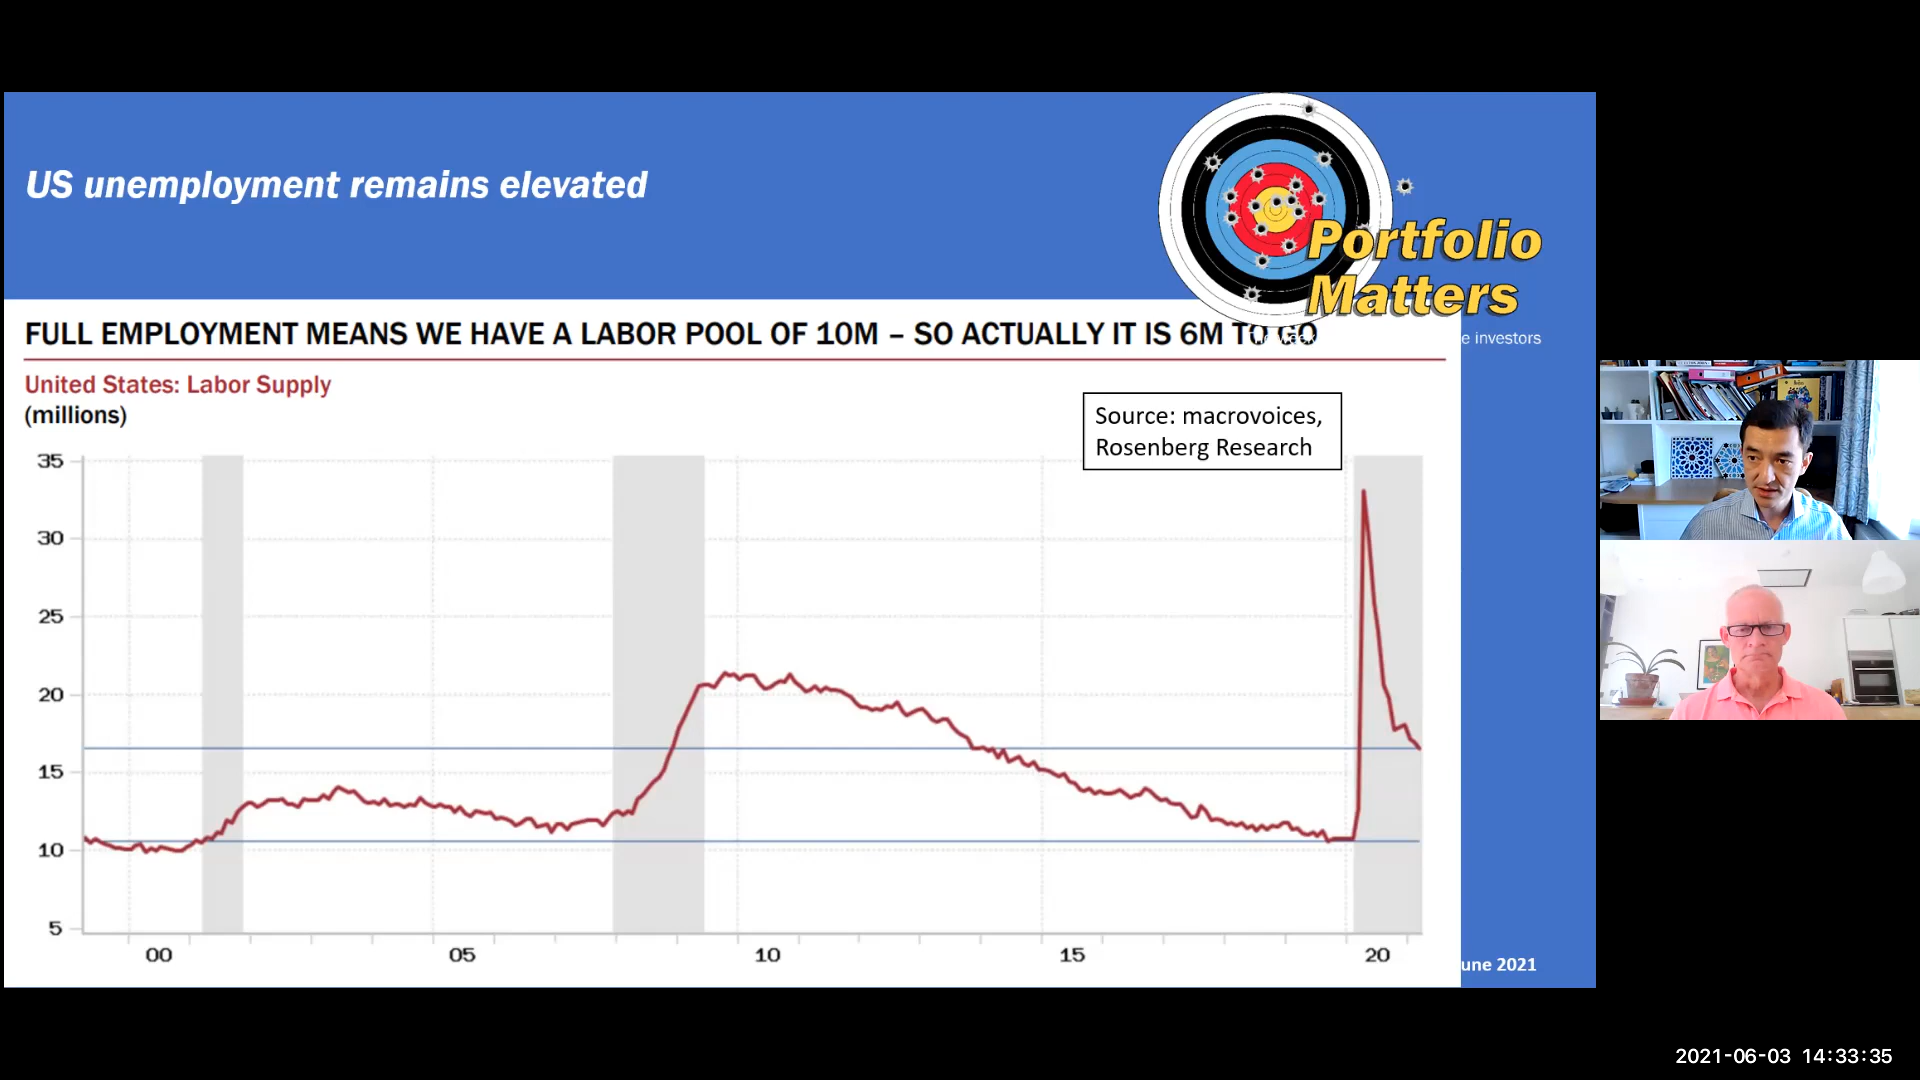 US unemployment remains elevated
Portfolio
Matters
e investors
FULL EMPLOYMENT MEANS WE HAVE A LABOR POOL OF 10M – SO ACTUALLY IT IS 6M TO GO
United States: Labor Supply
(millions)
Source: macrovoices,
Rosenberg Research
35
30
25
20
15
10
5
00 05 10 15 20
une 2021
2021-06-03 14:33:35